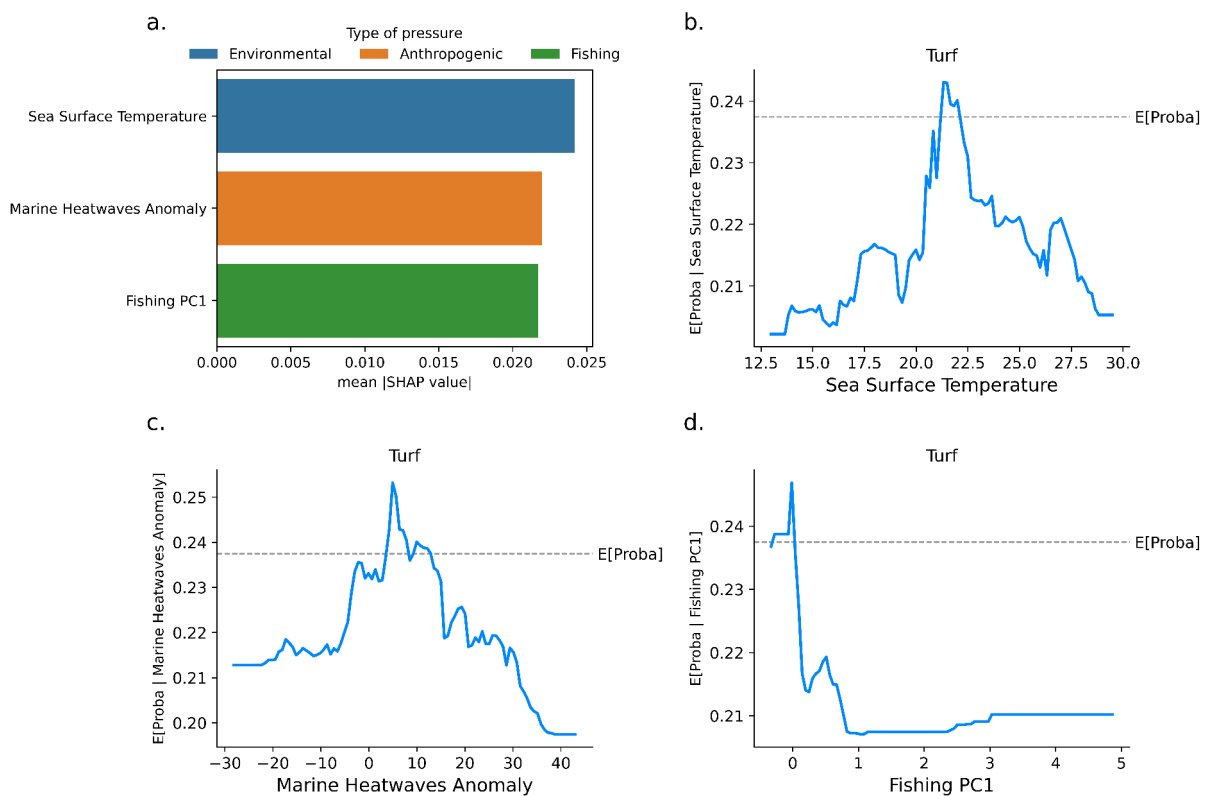 a.
Type of pressure
Environmental Anthropogenic Fishing
Sea Surface Temperature
Marine Heatwaves Anomaly
Fishing PC1
0.000 0.005 0.010 0.015 0.020 0.025
mean |SHAP value|
b.
Turf
E[Proba | Sea Surface Temperature]
0.24
0.23
0.22
0.21
E[Proba]
12.5 15.0 17.5 20.0 22.5 25.0 27.5 30.0
Sea Surface Temperature
c.
Turf
E[Proba | Marine Heatwaves Anomaly]
0.25
0.24
0.23
0.22
0.21
0.20
E[Proba]
−30 −20 −10 0 10 20 30 40
Marine Heatwaves Anomaly
d.
Turf
E[Proba | Fishing PC1]
0.24
0.23
0.22
0.21
E[Proba]
0 1 2 3 4 5
Fishing PC1